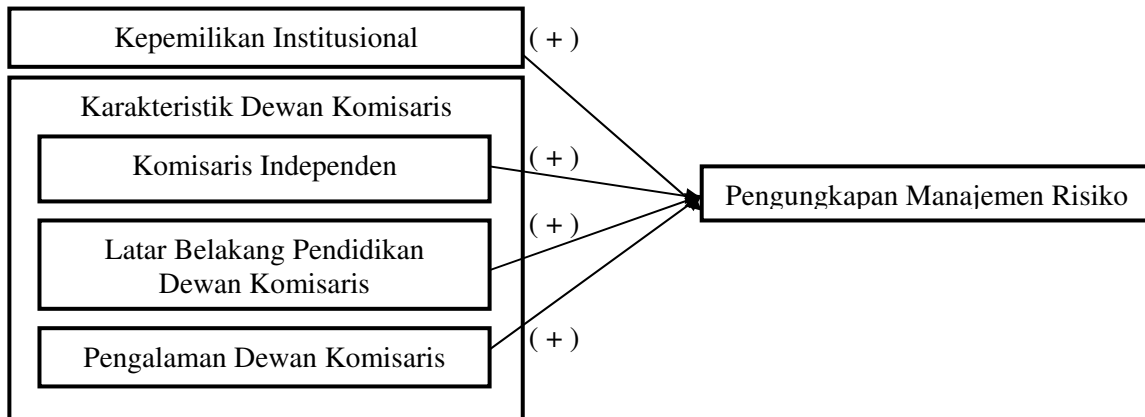 Kepemilikan Institusional
( + )
Karakteristik Dewan Komisaris
Komisaris Independen
( + )
Pengungkapan Manajemen Risiko
Latar Belakang Pendidikan
Dewan Komisaris
( + )
Pengalaman Dewan Komisaris
( + )